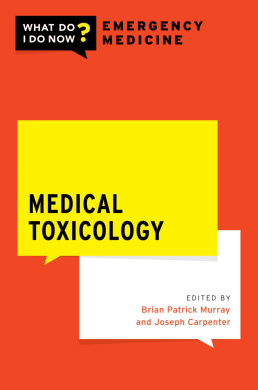 WHAT DO
I DO NOW ?
EMERGENCY
MEDICINE
MEDICAL
TOXICOLOGY
EDITED BY
Brian Patrick Murray
and Joseph Carpenter